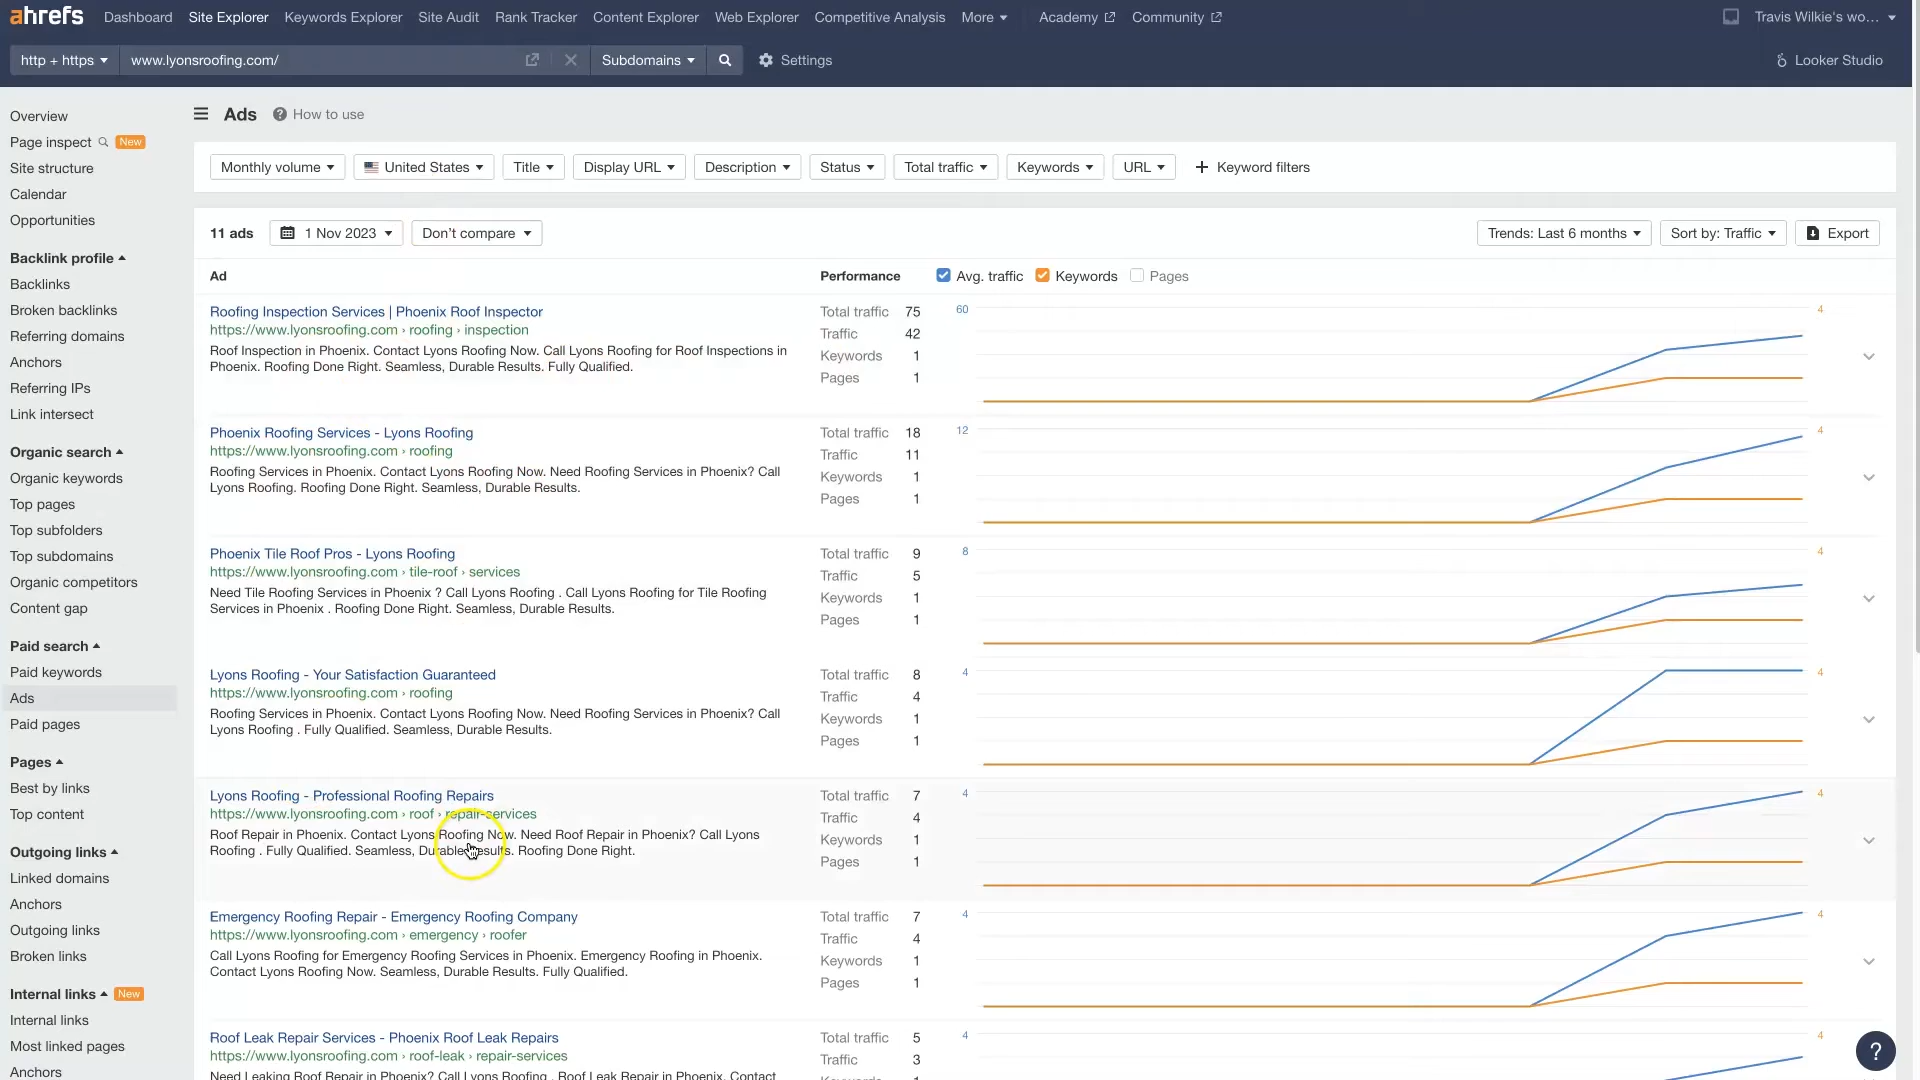 ahrefs Dashboard Site Explorer Keywords Explorer Site Audit Rank Tracker Content Explorer Web Explorer Competitive Analysis More Academy Community Travis Wilkie's wo...
http + https www.lyonsroofing.com/ Subdomains Settings Looker Studio
Overview
Page inspect New
Site structure
Calendar
Opportunities
Backlink profile
Backlinks
Broken backlinks
Referring domains
Anchors
Referring IPs
Link intersect
Organic search
Organic keywords
Top pages
Top subfolders
Top subdomains
Organic competitors
Content gap
Paid search
Paid keywords
Ads
Paid pages
Pages
Best by links
Top content
Outgoing links
Linked domains
Anchors
Outgoing links
Broken links
Internal links New
Internal links
Most linked pages
Anchors
Ads ? How to use
Monthly volume United States Title Display URL Description Status Total traffic Keywords URL + Keyword filters
11 ads 1 Nov 2023 Don't compare Trends: Last 6 months Sort by: Traffic Export
Ad Performance Avg. traffic Keywords Pages
Roofing Inspection Services | Phoenix Roof Inspector
https://www.lyonsroofing.com › roofing › inspection
Roof Inspection in Phoenix. Contact Lyons Roofing Now. Call Lyons Roofing for Roof Inspections in
Phoenix. Roofing Done Right. Seamless, Durable Results. Fully Qualified.
Total traffic 75
Traffic 42
Keywords 1
Pages 1
60 4
Phoenix Roofing Services - Lyons Roofing
https://www.lyonsroofing.com › roofing
Roofing Services in Phoenix. Contact Lyons Roofing Now. Need Roofing Services in Phoenix? Call
Lyons Roofing. Roofing Done Right. Seamless, Durable Results.
Total traffic 18
Traffic 11
Keywords 1
Pages 1
12 4
Phoenix Tile Roof Pros - Lyons Roofing
https://www.lyonsroofing.com › tile-roof › services
Need Tile Roofing Services in Phoenix ? Call Lyons Roofing . Call Lyons Roofing for Tile Roofing
Services in Phoenix . Roofing Done Right. Seamless, Durable Results.
Total traffic 9
Traffic 5
Keywords 1
Pages 1
8 4
Lyons Roofing - Your Satisfaction Guaranteed
https://www.lyonsroofing.com › roofing
Roofing Services in Phoenix. Contact Lyons Roofing Now. Need Roofing Services in Phoenix? Call
Lyons Roofing . Fully Qualified. Seamless, Durable Results.
Total traffic 8
Traffic 4
Keywords 1
Pages 1
4 4
Lyons Roofing - Professional Roofing Repairs
https://www.lyonsroofing.com › roof › repair-services
Roof Repair in Phoenix. Contact Lyons Roofing Now. Need Roof Repair in Phoenix? Call Lyons
Roofing . Fully Qualified. Seamless, Durable Results. Roofing Done Right.
Total traffic 7
Traffic 4
Keywords 1
Pages 1
4 4
Emergency Roofing Repair - Emergency Roofing Company
https://www.lyonsroofing.com › emergency › roofer
Call Lyons Roofing for Emergency Roofing Services in Phoenix. Emergency Roofing in Phoenix.
Contact Lyons Roofing Now. Seamless, Durable Results. Fully Qualified.
Total traffic 7
Traffic 4
Keywords 1
Pages 1
4 4
Roof Leak Repair Services - Phoenix Roof Leak Repairs
https://www.lyonsroofing.com › roof-leak › repair-services
Need Leaking Roof Repair in Phoenix? Call Lyons Roofing . Roof Leak Repair in Phoenix. Contact
Total traffic 5
Traffic 3
Keywords 1
4 4
?